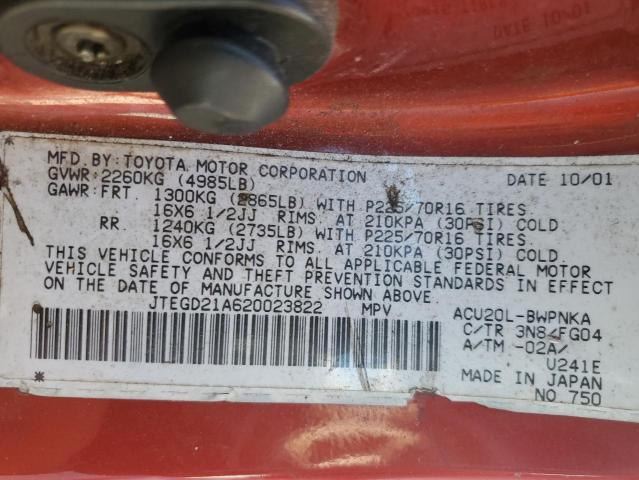 DATE 10/01
MFD. BY: TOYOTA MOTOR CORPORATION DATE 10/01
GVWR: 2260KG (4985LB)
GAWR: FRT. 1300KG (2865LB) WITH P225/70R16 TIRES
16X6 1/2JJ RIMS. AT 210KPA (30PSI) COLD
RR. 1240KG (2735LB) WITH P225/70R16 TIRES.
16X6 1/2JJ RIMS. AT 210KPA (30PSI) COLD.
THIS VEHICLE CONFORMS TO ALL APPLICABLE FEDERAL MOTOR
VEHICLE SAFETY AND THEFT PREVENTION STANDARDS IN EFFECT
ON THE DATE OF MANUFACTURE SHOWN ABOVE.
JTEGD21A620023822 MPV ACU20L-BWPNKA
C/TR 3N8/FG04
A/TM -02A/
U241E
MADE IN JAPAN
NO.750